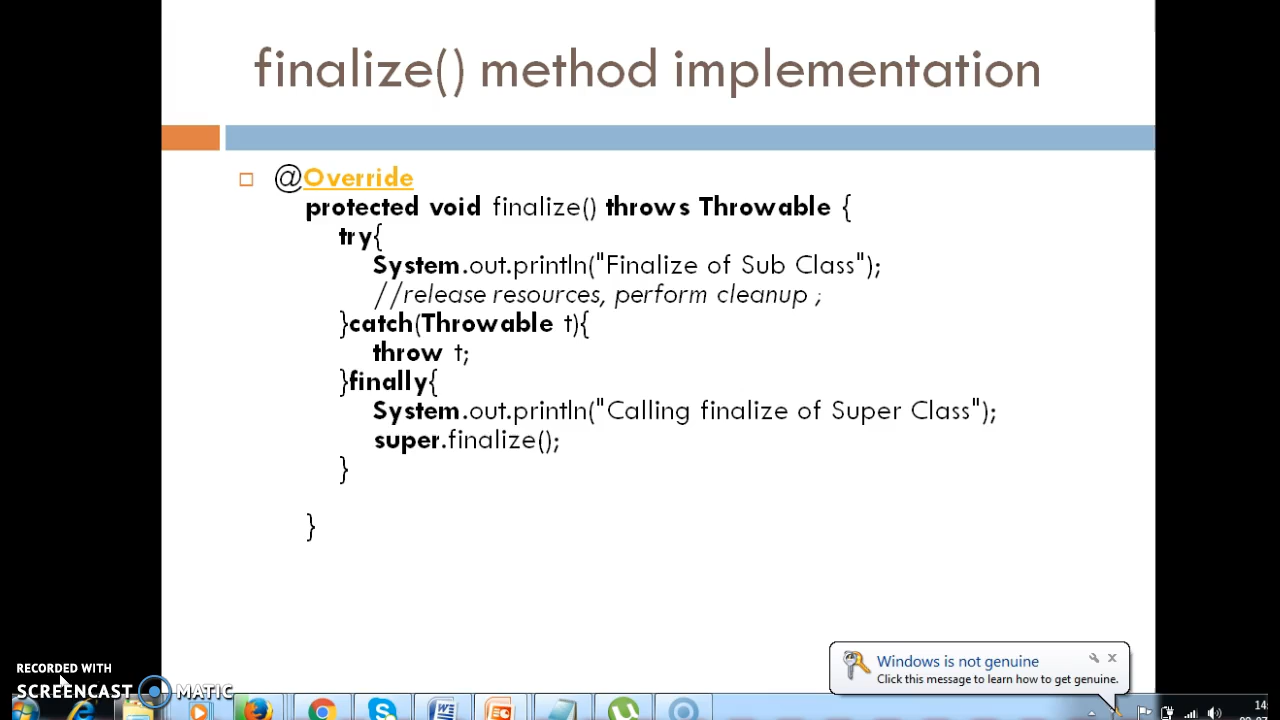 finalize() method implementation
@Override
protected void finalize() throws Throwable {
try{
System.out.println("Finalize of Sub Class");
//release resources, perform cleanup ;
}catch(Throwable t){
throw t;
}finally{
System.out.println("Calling finalize of Super Class");
super.finalize();
}
}
Windows is not genuine
Click this message to learn how to get genuine.
RECORDED WITH
SCREENCAST MATIC